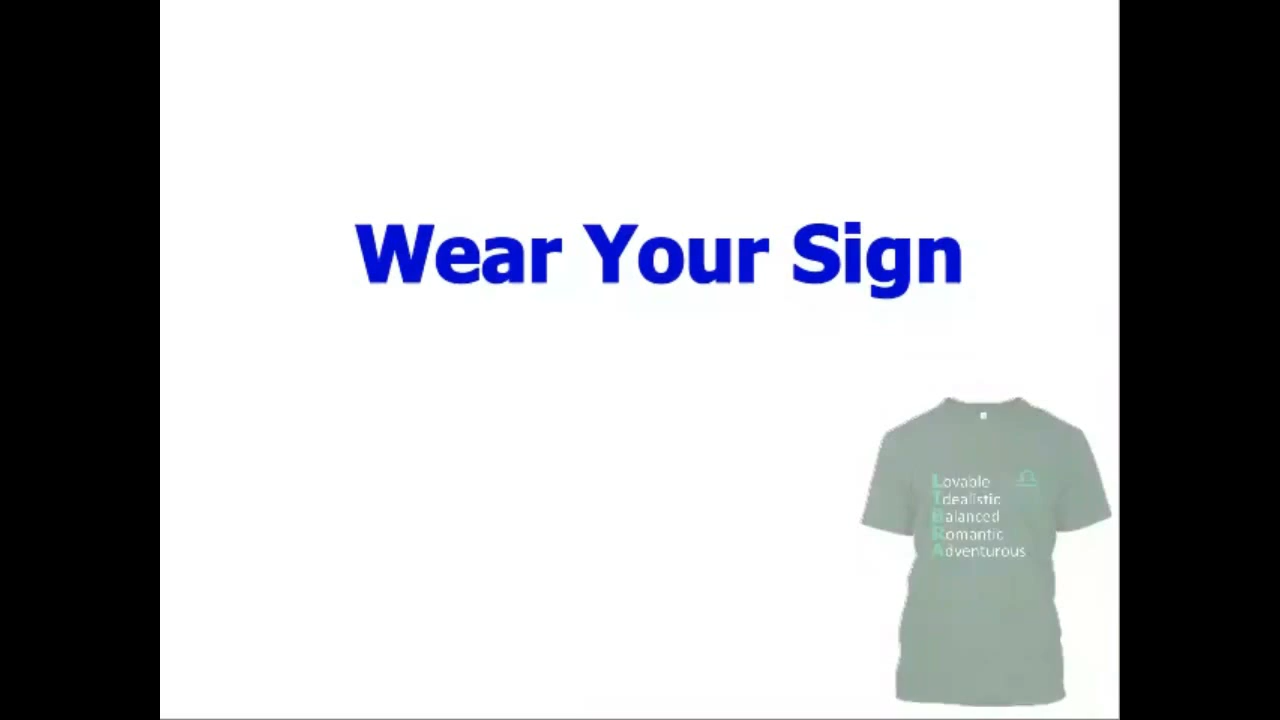 Wear Your Sign
Lovable
Idealistic
Balanced
Romantic
Adventurous